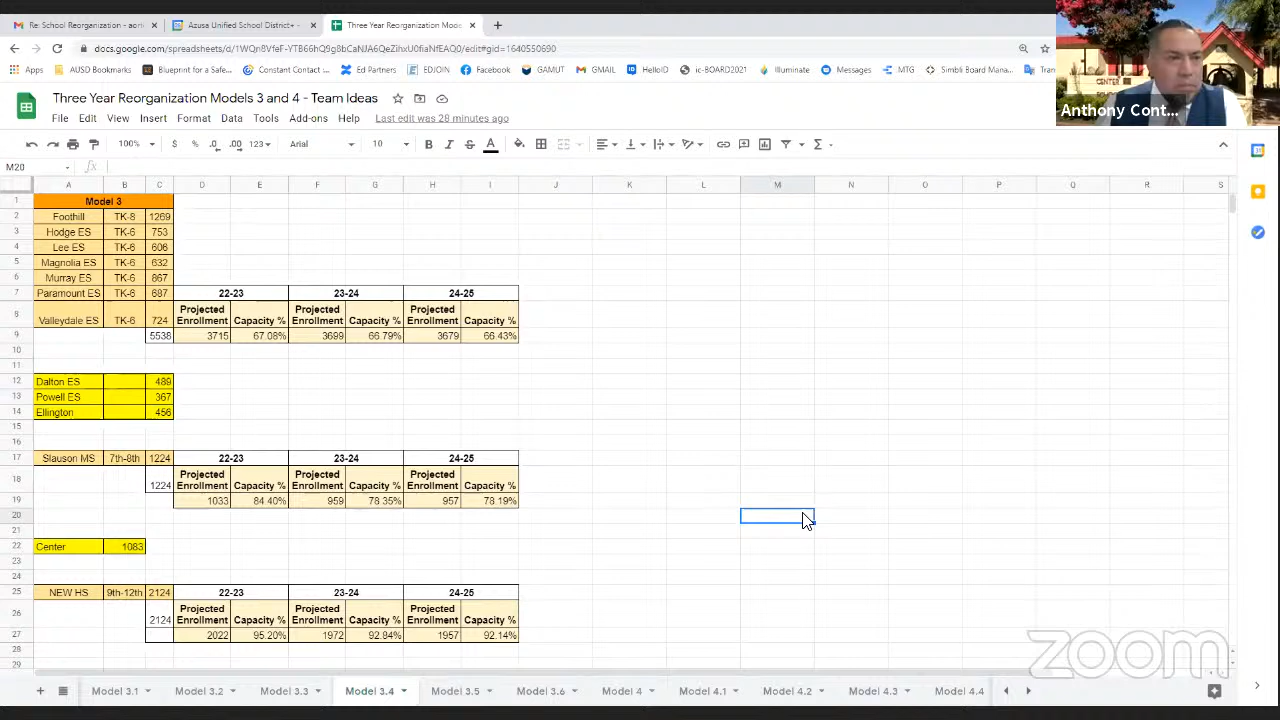 Re: School Reorganization - aori
Azusa Unified School District+ -
Three Year Reorganization Mode
Apps
AUSD Bookmarks
Blueprint for a Safe...
Constant Contact
Ed Partners
EDJOIN
Facebook
GAMUT
GMAIL
HelloID
ic-BOARD2021
Illuminate
Messages
MTG
Simbli Board Mana...
Anthony Cont...
Three Year Reorganization Models 3 and 4 - Team Ideas
File Edit View Insert Format Data Tools Add-ons Help
Last edit was 28 minutes ago
100% $ % .0 .00 123 Arial 10 B I S A
M20 fx
A B C D E F G H I J K L M N O P Q R S
1 Model 3
2 Foothill TK-8 1269
3 Hodge ES TK-6 753
4 Lee ES TK-6 606
5 Magnolia ES TK-6 632
6 Murray ES TK-6 867
7 Paramount ES TK-6 687 22-23 23-24 24-25
8 Valleydale ES TK-6 724 Projected Enrollment Capacity % Projected Enrollment Capacity % Projected Enrollment Capacity %
9 5538 3715 67.08% 3699 66.79% 3679 66.43%
10
11
12 Dalton ES 489
13 Powell ES 367
14 Ellington 456
15
16
17 Slauson MS 7th-8th 1224 22-23 23-24 24-25
18 1224 Projected Enrollment Capacity % Projected Enrollment Capacity % Projected Enrollment Capacity %
19 1033 84.40% 959 78.35% 957 78.19%
20
21
22 Center 1083
23
24
25 NEW HS 9th-12th 2124 22-23 23-24 24-25
26 2124 Projected Enrollment Capacity % Projected Enrollment Capacity % Projected Enrollment Capacity %
27 2022 95.20% 1972 92.84% 1957 92.14%
28
29
zoom
Model 3.1 Model 3.2 Model 3.3 Model 3.4 Model 3.5 Model 3.6 Model 4 Model 4.1 Model 4.2 Model 4.3 Model 4.4